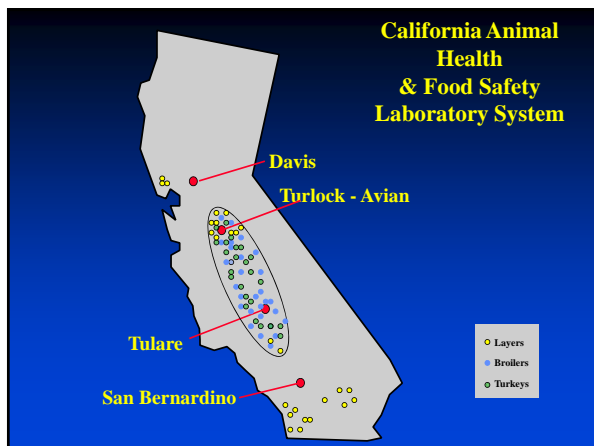 California Animal
Health
& Food Safety
Laboratory System
Davis
Turlock - Avian
Tulare
San Bernardino
Layers
Broilers
Turkeys